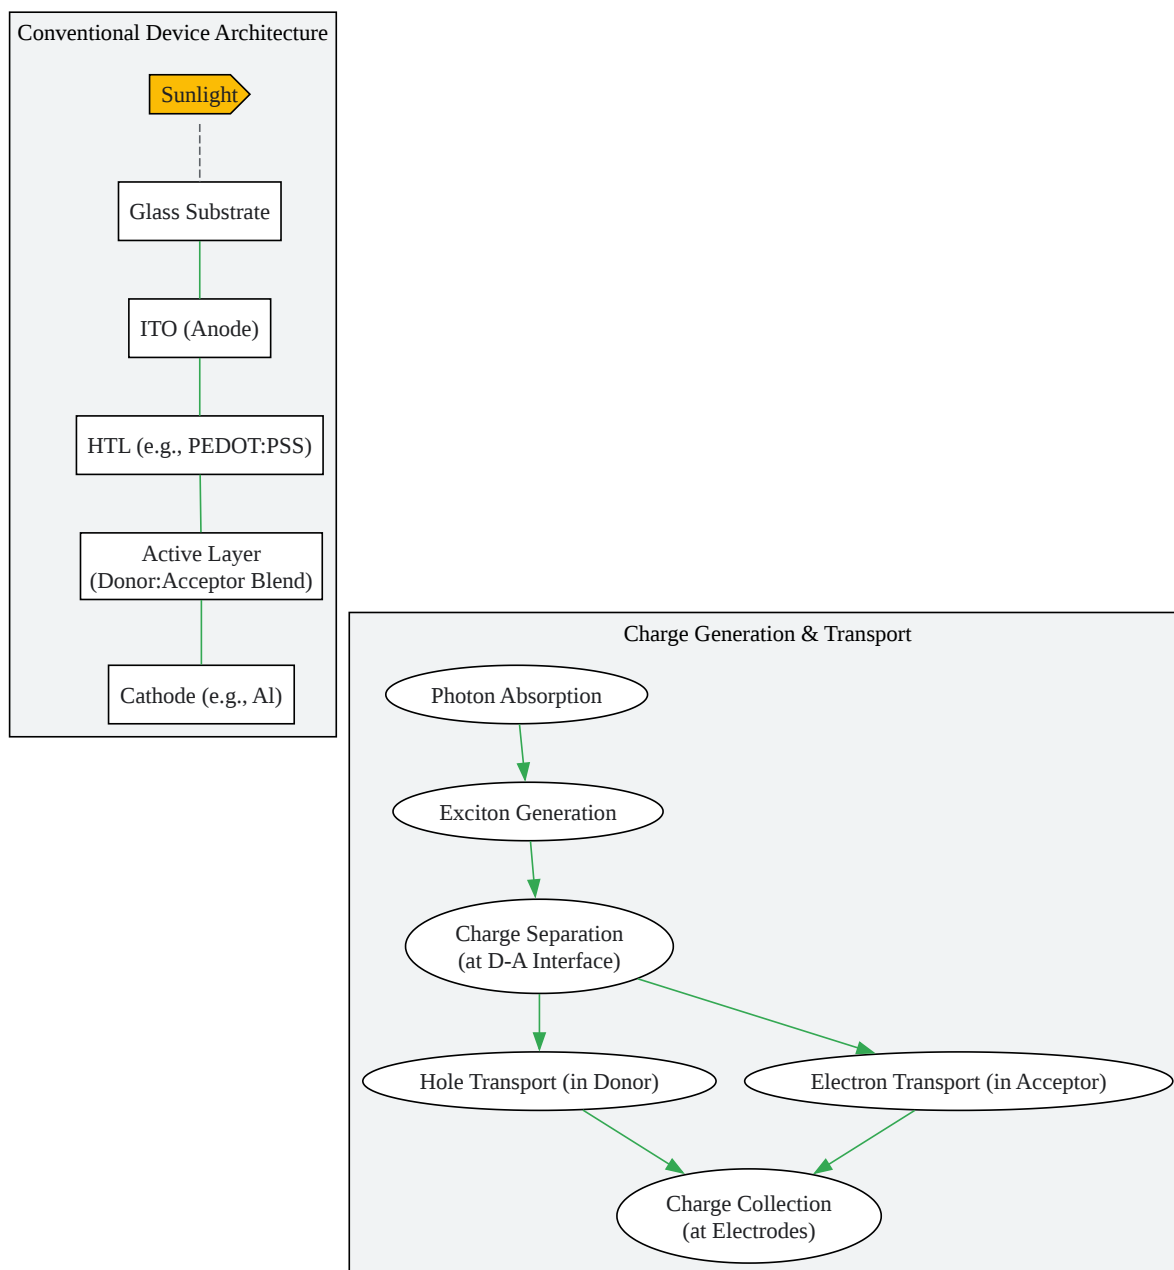 Conventional Device Architecture
Sunlight
Glass Substrate
ITO (Anode)
HTL (e.g., PEDOT:PSS)
Active Layer
(Donor:Acceptor Blend)
Cathode (e.g., Al)
Charge Generation & Transport
Photon Absorption
Exciton Generation
Charge Separation
(at D-A Interface)
Hole Transport (in Donor)
Electron Transport (in Acceptor)
Charge Collection
(at Electrodes)